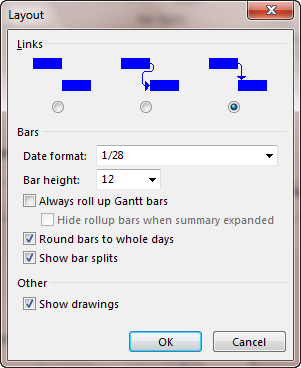 Layout
Links
Bars
Date format: 1/28
Bar height: 12
Always roll up Gantt bars
Hide rollup bars when summary expanded
Round bars to whole days
Show bar splits
Other
Show drawings
OK Cancel